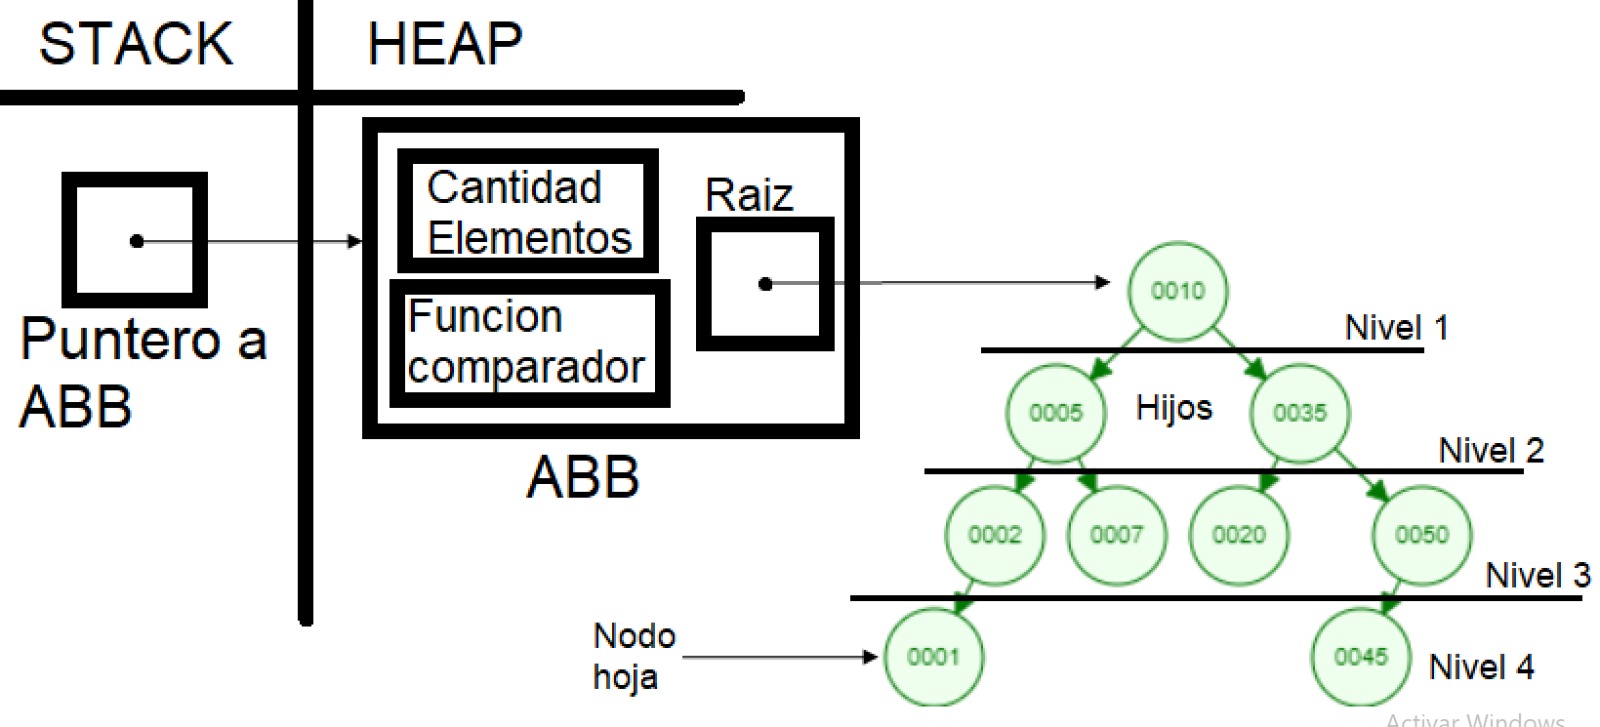 STACK
HEAP
Cantidad
Elementos
Raiz
Funcion
comparador
Puntero a
ABB
ABB
0010
Nivel 1
0005
Hijos
0035
Nivel 2
0002
0007
0020
0050
Nivel 3
Nodo
hoja
0001
0045
Nivel 4
Activar Windows